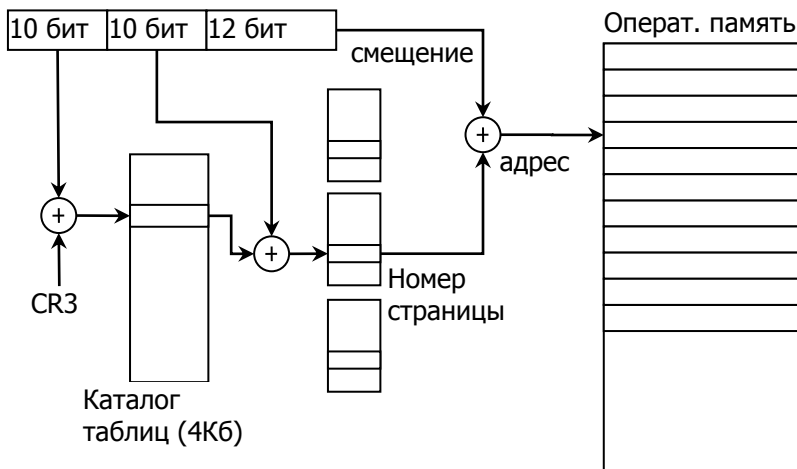 10 бит 10 бит 12 бит
смещение
Операт. память
+
адрес
+
+
CR3
Номер
страницы
Каталог
таблиц (4Кб)